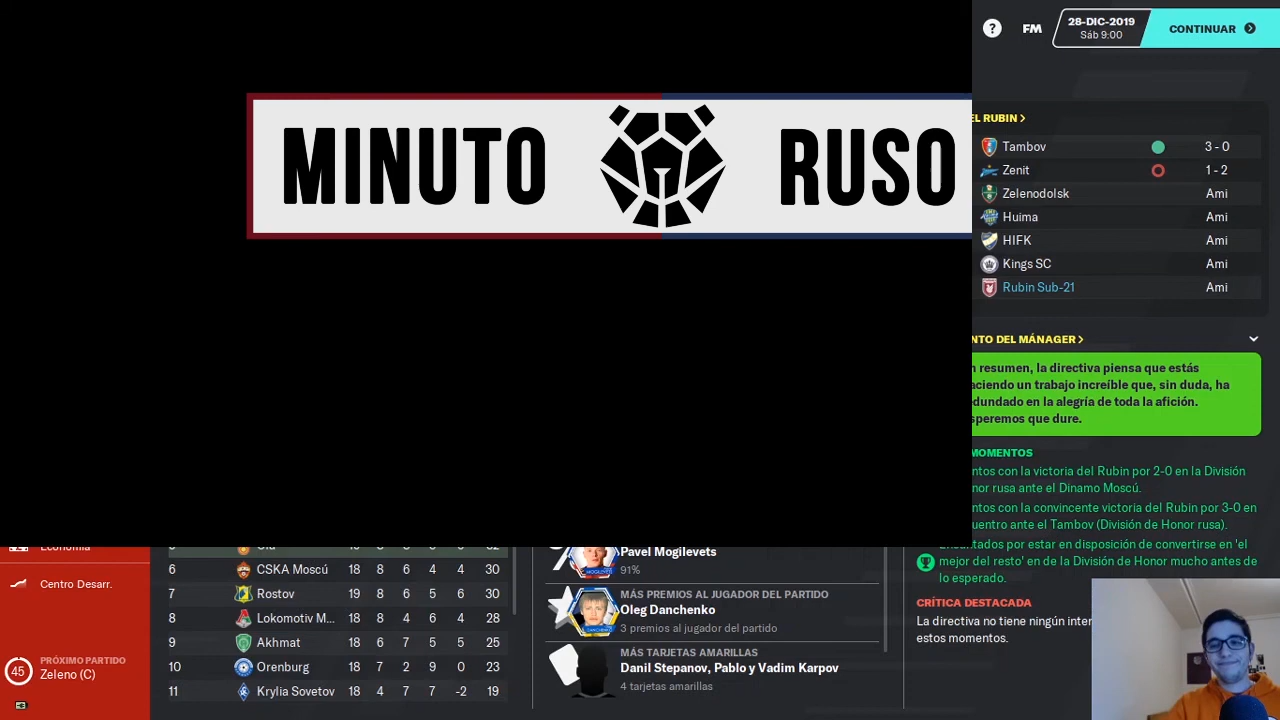 MINUTO RUSO
?
FM
28-DIC-2019
Sáb 9:00
CONTINUAR
EL RUBIN
Tambov 3 - 0
Zenit 1 - 2
Zelenodolsk Ami
Huima Ami
HIFK Ami
Kings SC Ami
Rubin Sub-21 Ami
NTO DEL MÁNAGER
n resumen, la directiva piensa que estás
aciendo un trabajo increíble que, sin duda, ha
edundado en la alegría de toda la afición.
speremos que dure.
MOMENTOS
ntos con la victoria del Rubin por 2-0 en la División
nor rusa ante el Dinamo Moscú.
ntos con la convincente victoria del Rubin por 3-0 en
uentro ante el Tambov (División de Honor rusa).
Encantados por estar en disposición de convertirse en 'el
mejor del resto' en de la División de Honor mucho antes de
lo esperado.
CRÍTICA DESTACADA
La directiva no tiene ningún inter
estos momentos.
Economía
Centro Desarr.
45
PRÓXIMO PARTIDO
Zeleno (C)
6 CSKA Moscú 18 8 6 4 4 30
7 Rostov 19 8 6 5 6 30
8 Lokomotiv M... 18 8 4 6 4 28
9 Akhmat 18 6 7 5 5 25
10 Orenburg 18 7 2 9 0 23
11 Krylia Sovetov 18 4 7 7 -2 19
Pavel Mogilevets
91%
MÁS PREMIOS AL JUGADOR DEL PARTIDO
Oleg Danchenko
3 premios al jugador del partido
MÁS TARJETAS AMARILLAS
Danil Stepanov, Pablo y Vadim Karpov
4 tarjetas amarillas